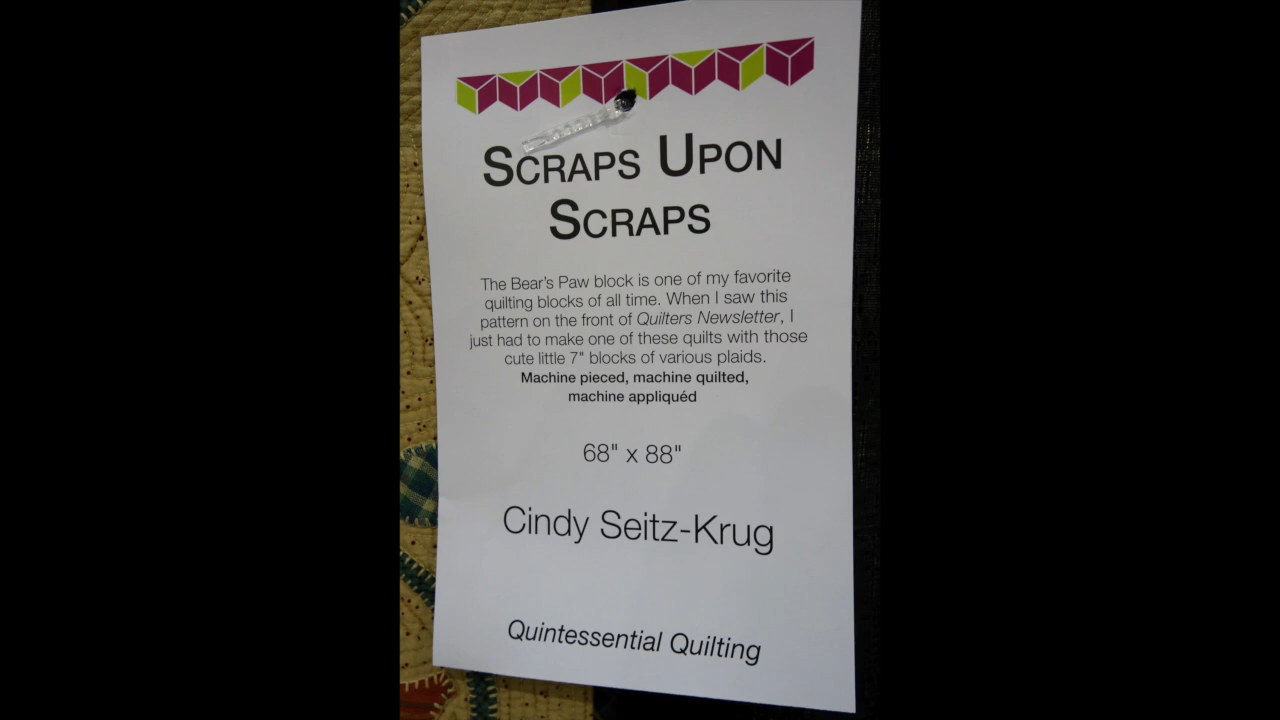 SCRAPS UPON
SCRAPS
The Bear's Paw block is one of my favorite
quilting blocks of all time. When I saw this
pattern on the front of Quilters Newsletter, I
just had to make one of these quilts with those
cute little 7" blocks of various plaids.
Machine pieced, machine quilted,
machine appliquéd
68" x 88"
Cindy Seitz-Krug
Quintessential Quilting